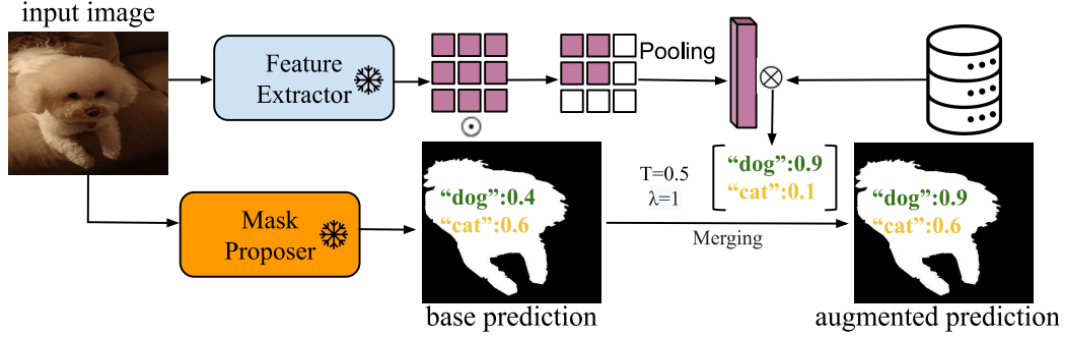 input image
Feature
Extractor
Pooling
“dog”:0.9
“cat”:0.1
T=0.5
λ=1
“dog”:0.4
“cat”:0.6
“dog”:0.9
“cat”:0.6
Mask
Proposer
Merging
base prediction
augmented prediction